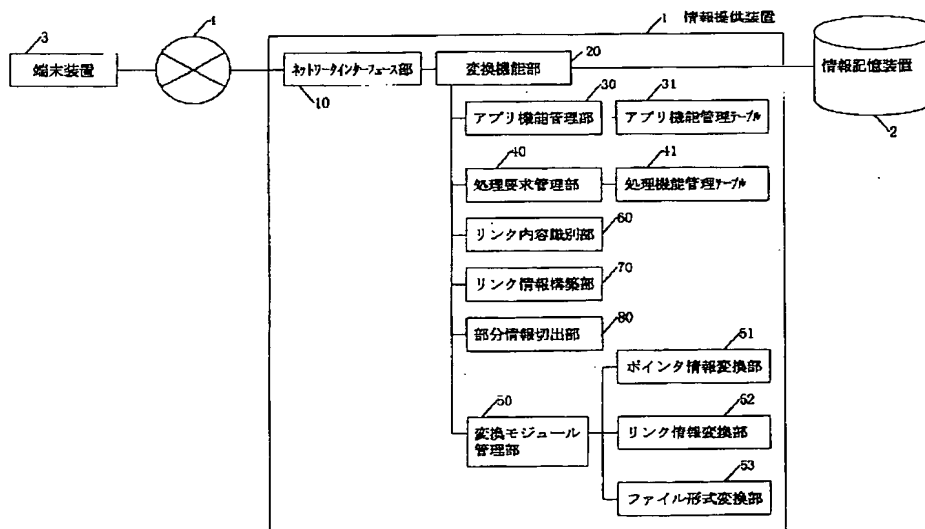 1 情報提供装置
3
4
端末装置
ネットワークインターフェース部
10
20
変換機能部
情報記憶装置
2
30
アプリ機能管理部
31
アプリ機能管理テーブル
40
処理要求管理部
41
処理機能管理テーブル
リンク内容識別部
60
リンク情報構築部
70
部分情報切出部
80
50
変換モジュール
管理部
51
ポインタ情報変換部
52
リンク情報変換部
53
ファイル形式変換部